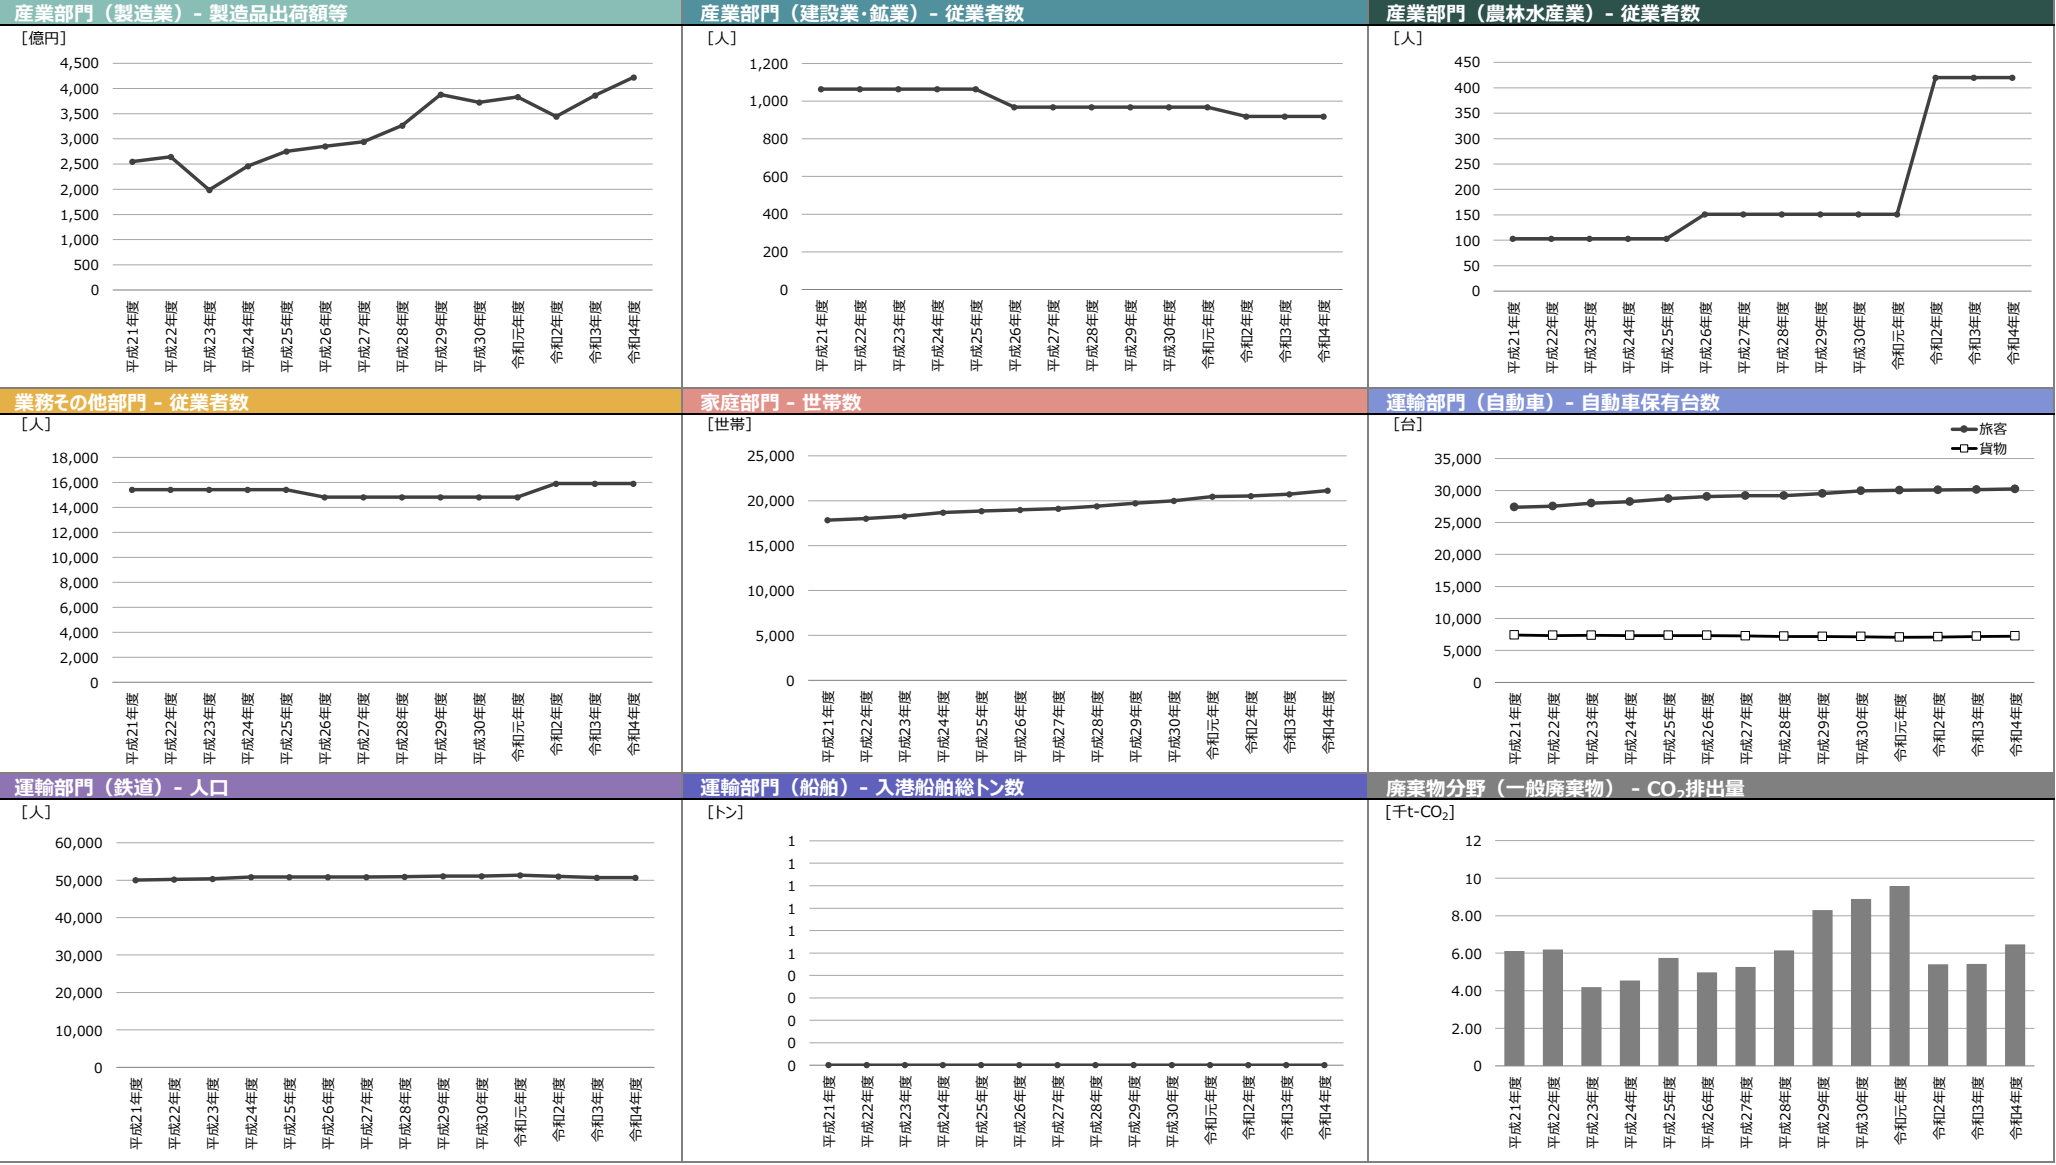 産業部門（製造業）- 製造品出荷額等
[億円]
4,500
4,000
3,500
3,000
2,500
2,000
1,500
1,000
500
0
平成21年度 平成22年度 平成23年度 平成24年度 平成25年度 平成26年度 平成27年度 平成28年度 平成29年度 平成30年度 令和元年度 令和2年度 令和3年度 令和4年度
産業部門（建設業･鉱業）- 従業者数
[人]
1,200
1,000
800
600
400
200
0
平成21年度 平成22年度 平成23年度 平成24年度 平成25年度 平成26年度 平成27年度 平成28年度 平成29年度 平成30年度 令和元年度 令和2年度 令和3年度 令和4年度
産業部門（農林水産業）- 従業者数
[人]
450
400
350
300
250
200
150
100
50
0
平成21年度 平成22年度 平成23年度 平成24年度 平成25年度 平成26年度 平成27年度 平成28年度 平成29年度 平成30年度 令和元年度 令和2年度 令和3年度 令和4年度
業務その他部門 - 従業者数
[人]
18,000
16,000
14,000
12,000
10,000
8,000
6,000
4,000
2,000
0
平成21年度 平成22年度 平成23年度 平成24年度 平成25年度 平成26年度 平成27年度 平成28年度 平成29年度 平成30年度 令和元年度 令和2年度 令和3年度 令和4年度
家庭部門 - 世帯数
[世帯]
25,000
20,000
15,000
10,000
5,000
0
平成21年度 平成22年度 平成23年度 平成24年度 平成25年度 平成26年度 平成27年度 平成28年度 平成29年度 平成30年度 令和元年度 令和2年度 令和3年度 令和4年度
運輸部門（自動車）- 自動車保有台数
[台]
旅客
貨物
35,000
30,000
25,000
20,000
15,000
10,000
5,000
0
平成21年度 平成22年度 平成23年度 平成24年度 平成25年度 平成26年度 平成27年度 平成28年度 平成29年度 平成30年度 令和元年度 令和2年度 令和3年度 令和4年度
運輸部門（鉄道）- 人口
[人]
60,000
50,000
40,000
30,000
20,000
10,000
0
平成21年度 平成22年度 平成23年度 平成24年度 平成25年度 平成26年度 平成27年度 平成28年度 平成29年度 平成30年度 令和元年度 令和2年度 令和3年度 令和4年度
運輸部門（船舶）- 入港船舶総トン数
[トン]
1
1
1
1
1
1
0
0
0
0
0
平成21年度 平成22年度 平成23年度 平成24年度 平成25年度 平成26年度 平成27年度 平成28年度 平成29年度 平成30年度 令和元年度 令和2年度 令和3年度 令和4年度
廃棄物分野（一般廃棄物） - CO₂排出量
[千t-CO₂]
12
10
8.00
6.00
4.00
2.00
0
平成21年度 平成22年度 平成23年度 平成24年度 平成25年度 平成26年度 平成27年度 平成28年度 平成29年度 平成30年度 令和元年度 令和2年度 令和3年度 令和4年度